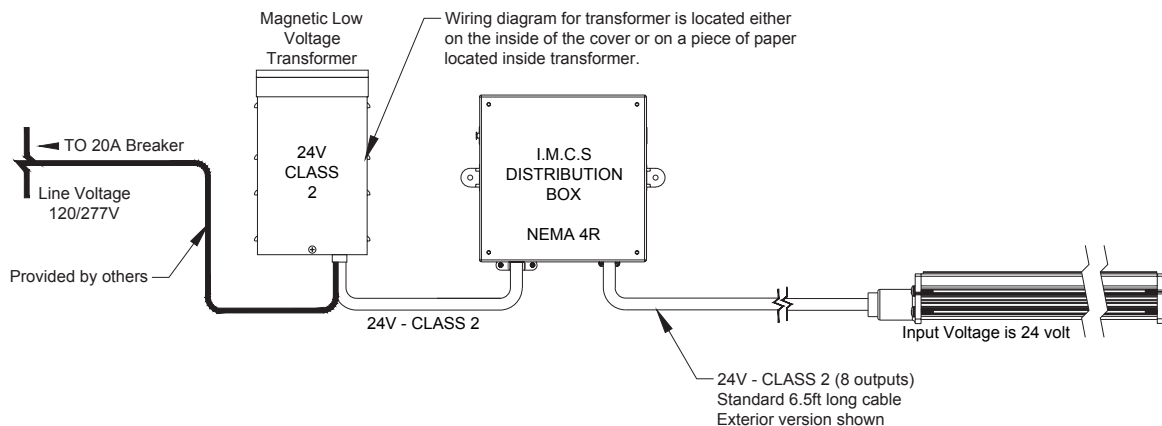 Magnetic Low
Voltage
Transformer
Wiring diagram for transformer is located either
on the inside of the cover or on a piece of paper
located inside transformer.
TO 20A Breaker
Line Voltage
120/277V
Provided by others
24V
CLASS
2
I.M.C.S
DISTRIBUTION
BOX
NEMA 4R
24V - CLASS 2
Input Voltage is 24 volt
24V - CLASS 2 (8 outputs)
Standard 6.5ft long cable
Exterior version shown